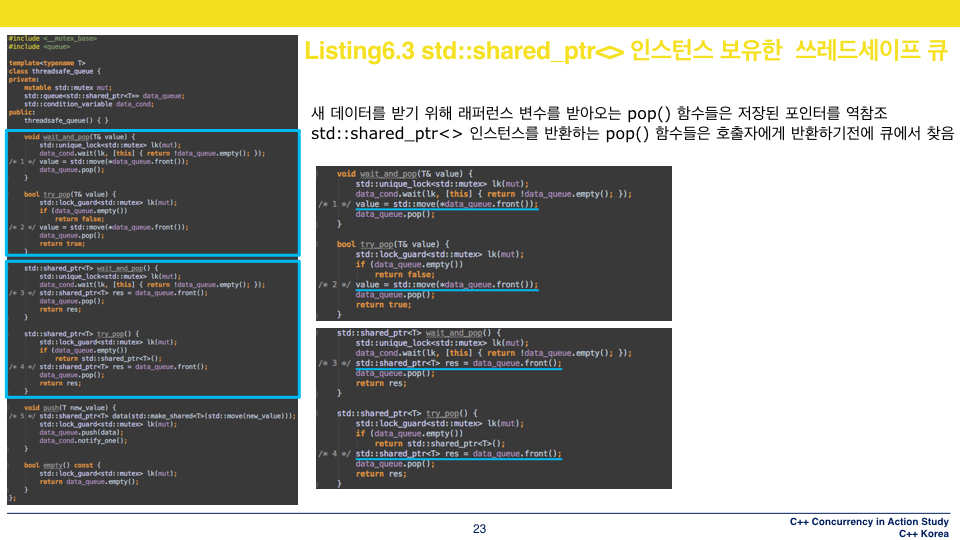 Listing6.3 std::shared_ptr<> 인스턴스 보유한 쓰레드세이프 큐
#include <__mutex_base>
#include <queue>
template<typename T>
class threadsafe_queue {
private:
mutable std::mutex mut;
std::queue<std::shared_ptr<T>> data_queue;
std::condition_variable data_cond;
public:
threadsafe_queue() { }
void wait_and_pop(T& value) {
std::unique_lock<std::mutex> lk(mut);
data_cond.wait(lk, [this] { return !data_queue.empty(); });
/* 1 */ value = std::move(*data_queue.front());
data_queue.pop();
}
bool try_pop(T& value) {
std::lock_guard<std::mutex> lk(mut);
if (data_queue.empty())
return false;
/* 2 */ value = std::move(*data_queue.front());
data_queue.pop();
return true;
}
std::shared_ptr<T> wait_and_pop() {
std::unique_lock<std::mutex> lk(mut);
data_cond.wait(lk, [this] { return !data_queue.empty(); });
/* 3 */ std::shared_ptr<T> res = data_queue.front();
data_queue.pop();
return res;
}
std::shared_ptr<T> try_pop() {
std::lock_guard<std::mutex> lk(mut);
if (data_queue.empty())
return std::shared_ptr<T>();
/* 4 */ std::shared_ptr<T> res = data_queue.front();
data_queue.pop();
return res;
}
void push(T new_value) {
/* 5 */ std::shared_ptr<T> data(std::make_shared<T>(std::move(new_value)));
std::lock_guard<std::mutex> lk(mut);
data_queue.push(data);
data_cond.notify_one();
}
bool empty() const {
std::lock_guard<std::mutex> lk(mut);
return data_queue.empty();
}
};
새 데이터를 받기 위해 래퍼런스 변수를 받아오는 pop() 함수들은 저장된 포인터를 역참조
std::shared_ptr<> 인스턴스를 반환하는 pop() 함수들은 호출자에게 반환하기전에 큐에서 찾음
void wait_and_pop(T& value) {
std::unique_lock<std::mutex> lk(mut);
data_cond.wait(lk, [this] { return !data_queue.empty(); });
/* 1 */ value = std::move(*data_queue.front());
data_queue.pop();
}
bool try_pop(T& value) {
std::lock_guard<std::mutex> lk(mut);
if (data_queue.empty())
return false;
/* 2 */ value = std::move(*data_queue.front());
data_queue.pop();
return true;
}
std::shared_ptr<T> wait_and_pop() {
std::unique_lock<std::mutex> lk(mut);
data_cond.wait(lk, [this] { return !data_queue.empty(); });
/* 3 */ std::shared_ptr<T> res = data_queue.front();
data_queue.pop();
return res;
}
std::shared_ptr<T> try_pop() {
std::lock_guard<std::mutex> lk(mut);
if (data_queue.empty())
return std::shared_ptr<T>();
/* 4 */ std::shared_ptr<T> res = data_queue.front();
data_queue.pop();
return res;
}
23
C++ Concurrency in Action Study
C++ Korea